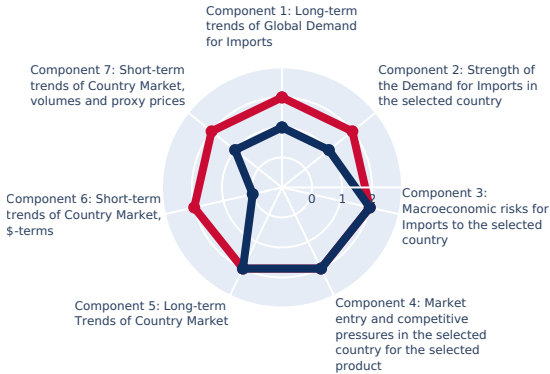 Component 1: Long-term
trends of Global Demand
for Imports
Component 2: Strength of
the Demand for Imports in
the selected country
Component 3:
Macroeconomic risks for
Imports to the selected
country
Component 4: Market
entry and competitive
pressures in the selected
country for the selected
product
Component 5: Long-term
Trends of Country Market
Component 6: Short-term
trends of Country Market,
$-terms
Component 7: Short-term
trends of Country Market,
volumes and proxy prices
0 1 2